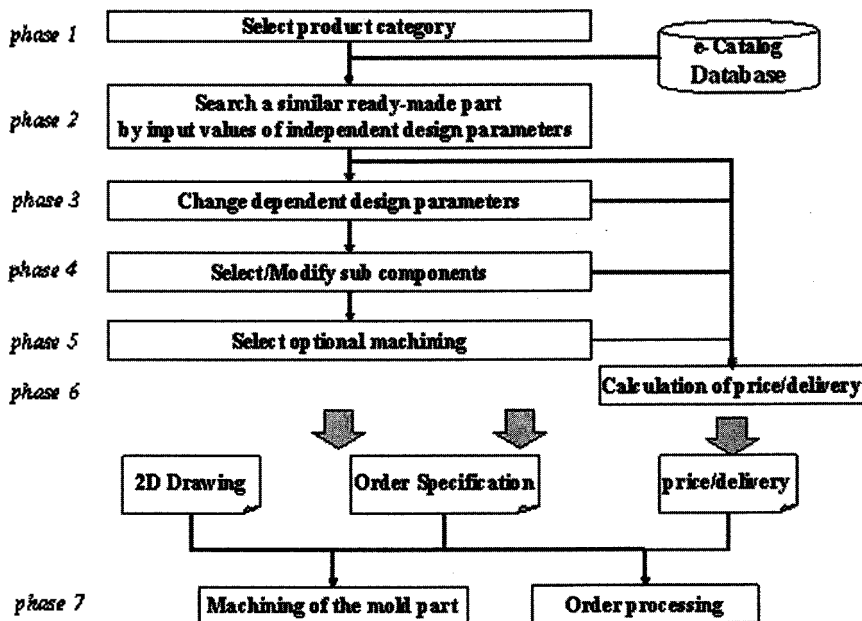 phase 1
Select product category
e-Catalog
Database
phase 2
Search a similar ready-made part
by input values of independent design parameters
phase 3
Change dependent design parameters
phase 4
Select/Modify sub components
phase 5
Select optional machining
phase 6
Calculation of price/delivery
2D Drawing
Order Specification
price/delivery
phase 7
Machining of the mold part
Order processing